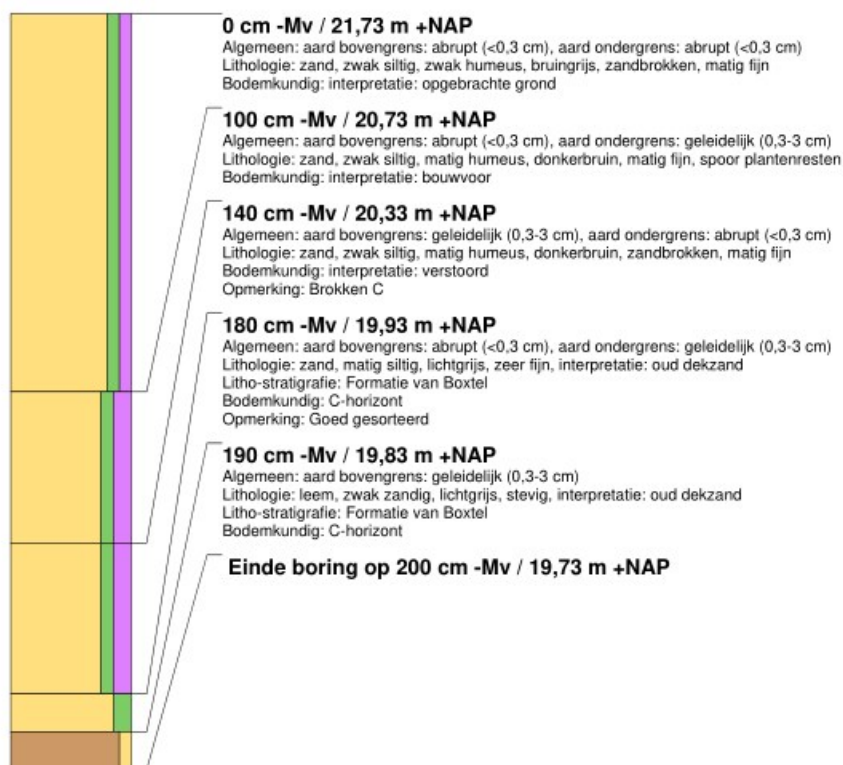 0 cm -Mv / 21,73 m +NAP
Algemeen: aard bovengrens: abrupt (<0,3 cm), aard ondergrens: abrupt (<0,3 cm)
Lithologie: zand, zwak siltig, zwak humeus, bruingrijs, zandbrokken, matig fijn
Bodemkundig: interpretatie: opgebrachte grond
100 cm -Mv / 20,73 m +NAP
Algemeen: aard bovengrens: abrupt (<0,3 cm), aard ondergrens: geleidelijk (0,3-3 cm)
Lithologie: zand, zwak siltig, matig humeus, donkerbruin, matig fijn, spoor plantenresten
Bodemkundig: interpretatie: bouwvoor
140 cm -Mv / 20,33 m +NAP
Algemeen: aard bovengrens: geleidelijk (0,3-3 cm), aard ondergrens: abrupt (<0,3 cm)
Lithologie: zand, zwak siltig, matig humeus, donkerbruin, zandbrokken, matig fijn
Bodemkundig: interpretatie: verstoord
Opmerking: Brokken C
180 cm -Mv / 19,93 m +NAP
Algemeen: aard bovengrens: abrupt (<0,3 cm), aard ondergrens: geleidelijk (0,3-3 cm)
Lithologie: zand, matig siltig, lichtgrijs, zeer fijn, interpretatie: oud dekzand
Litho-stratigrafie: Formatie van Boxtel
Bodemkundig: C-horizont
Opmerking: Goed gesorteerd
190 cm -Mv / 19,83 m +NAP
Algemeen: aard bovengrens: geleidelijk (0,3-3 cm)
Lithologie: leem, zwak zandig, lichtgrijs, stevig, interpretatie: oud dekzand
Litho-stratigrafie: Formatie van Boxtel
Bodemkundig: C-horizont
Einde boring op 200 cm -Mv / 19,73 m +NAP